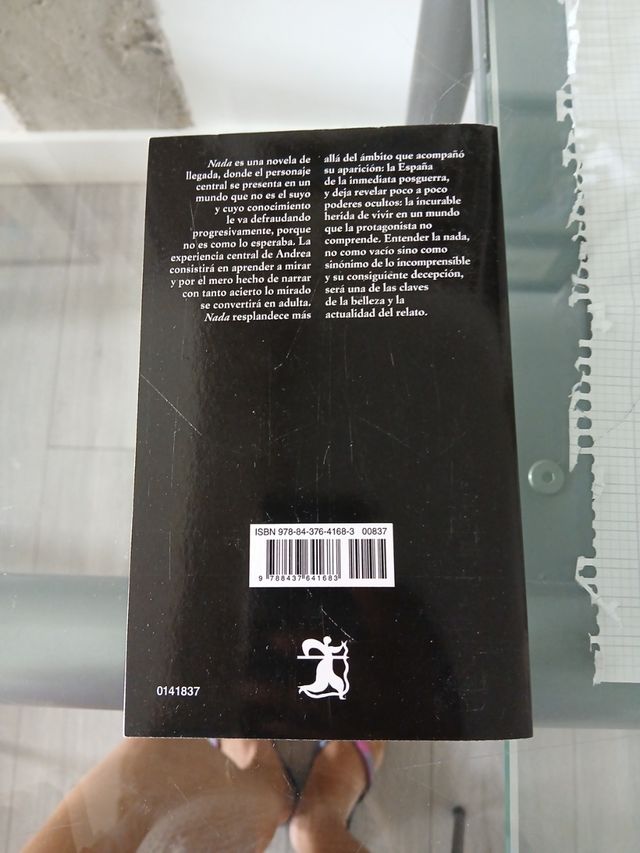 Nada es una novela de
llegada, donde el personaje
central se presenta en un
mundo que no es el suyo
y cuyo conocimiento
le va defraudando
progresivamente, porque
no es como lo esperaba. La
experiencia central de Andrea
consistirá en aprender a mirar
y por el mero hecho de narrar
con tanto acierto lo mirado
se convertirá en adulta.
Nada resplandece más
allá del ámbito que acompañó
su aparición: la España
de la inmediata posguerra,
y deja revelar poco a poco
poderes ocultos: la incurable
herida de vivir en un mundo
que la protagonista no
comprende. Entender la nada,
no como vacío sino como
sinónimo de lo incomprensible
y su consiguiente decepción,
será una de las claves
de la belleza y la
actualidad del relato.
ISBN 978-84-376-4168-3 00837
9 788437 641683
0141837